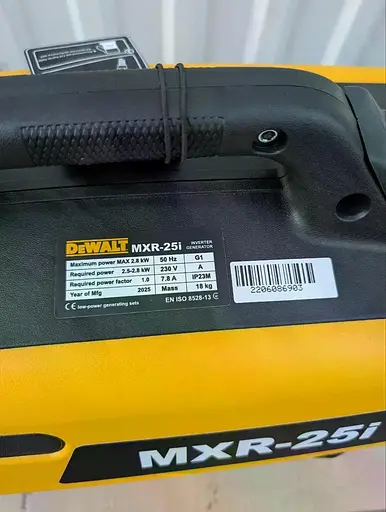 DEWALT MXR-25i INVERTER GENERATOR
Maximum power MAX 2.8 kW 50 Hz G1
Required power 2.5-2.8 kW 230 V A
Required power factor 1.0 7.8 A IP23M
Year of Mfg 2025 Mass 18 kg
EN ISO 8528-13 CE
CE low-power generating sets
2206086903
MXR-25i